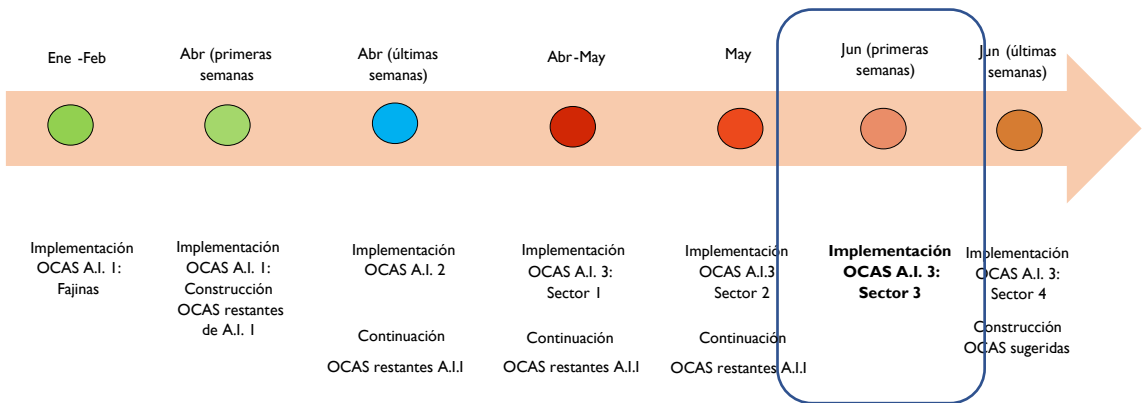 Ene -Feb
Abr (primeras
semanas
Abr (últimas
semanas)
Abr-May
May
Jun (primeras
semanas)
Jun (últimas
semanas)
Implementación
OCAS A.I. 1:
Fajinas
Implementación
OCAS A.I. 1:
Construcción
OCAS restantes
de A.I. 1
Implementación
OCAS A.I. 2
Continuación
OCAS restantes A.I.I
Implementación
OCAS A.I. 3:
Sector 1
Continuación
OCAS restantes A.I.I
Implementación
OCAS A.I.3
Sector 2
Continuación
OCAS restantes A.I.I
Implementación
OCAS A.I. 3:
Sector 3
Implementación
OCAS A.I. 3:
Sector 4
Construcción
OCAS sugeridas